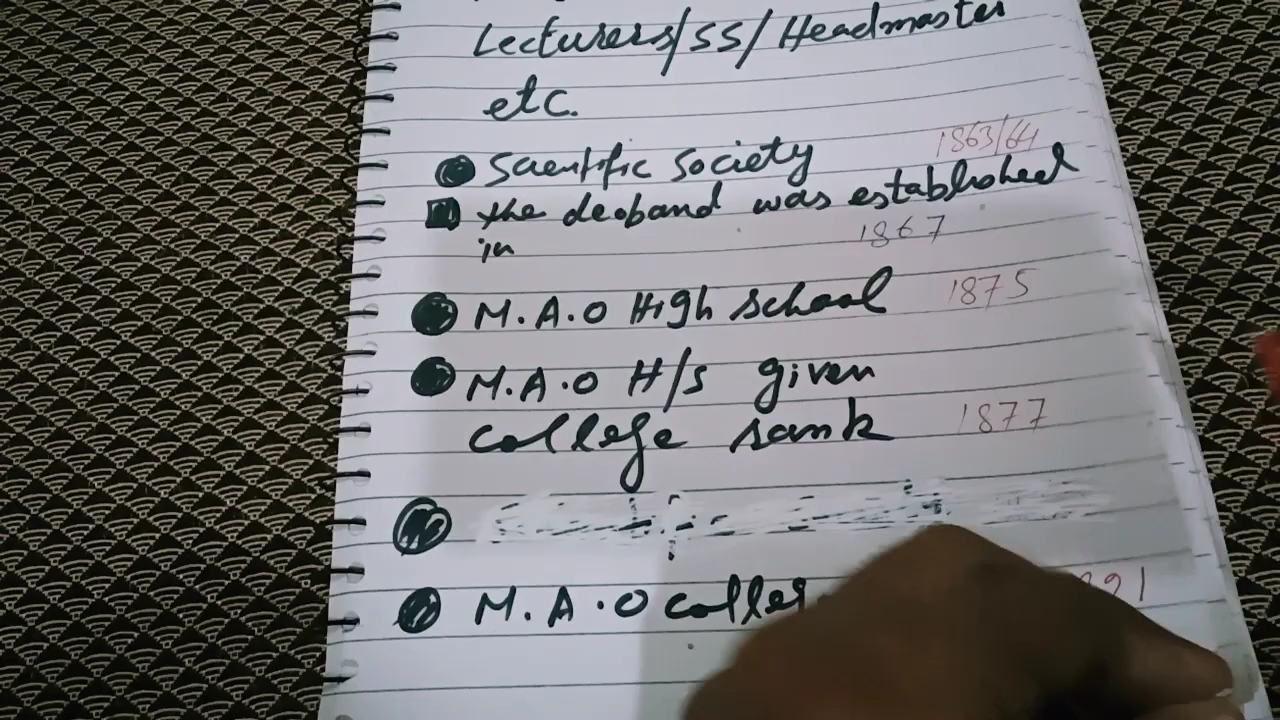 Lecturers/SS/Headmaster
etc.
Scientific Society 1863/64
the deoband was established
in 1867
M.A.O High school 1875
M.A.O H/S given
college rank 1877
M.A.O